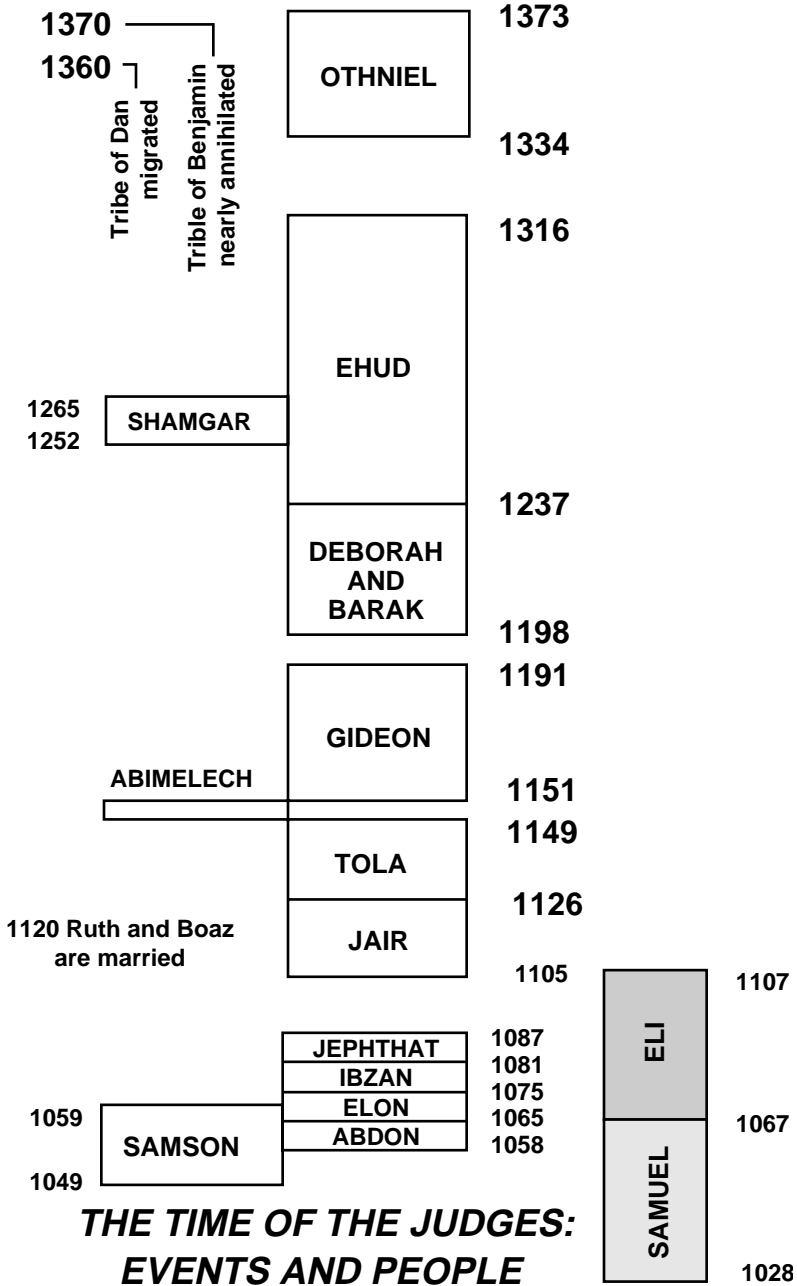 1370
1360
Tribe of Dan
migrated
Trible of Benjamin
nearly annihilated
1373
OTHNIEL
1334
1316
EHUD
1265
SHAMGAR
1252
1237
DEBORAH
AND
BARAK
1198
1191
GIDEON
ABIMELECH
1151
1149
TOLA
1126
1120 Ruth and Boaz
are married
JAIR
1105
1107
ELI
1087
JEPHTHAT
1081
IBZAN
1075
ELON
1065
ABDON
1058
1059
SAMSON
1049
1067
SAMUEL
1028
THE TIME OF THE JUDGES:
EVENTS AND PEOPLE